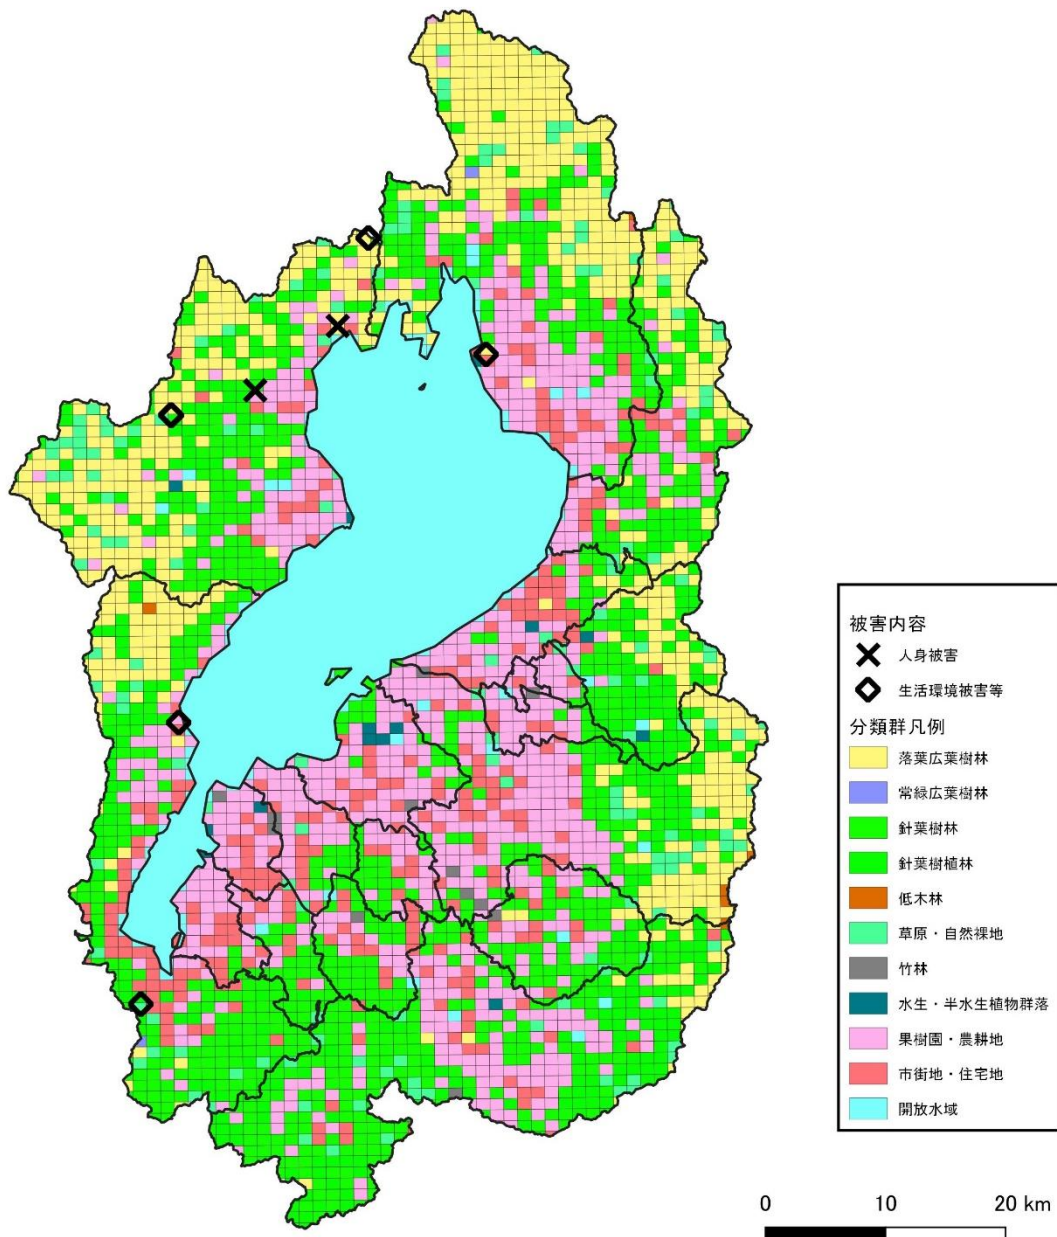 被害内容
人身被害
生活環境被害等
分類群凡例
落葉広葉樹林
常緑広葉樹林
針葉樹林
針葉樹植林
低木林
草原・自然裸地
竹林
水生・半水生植物群落
果樹園・農耕地
市街地・住宅地
開放水域
0 10 20 km